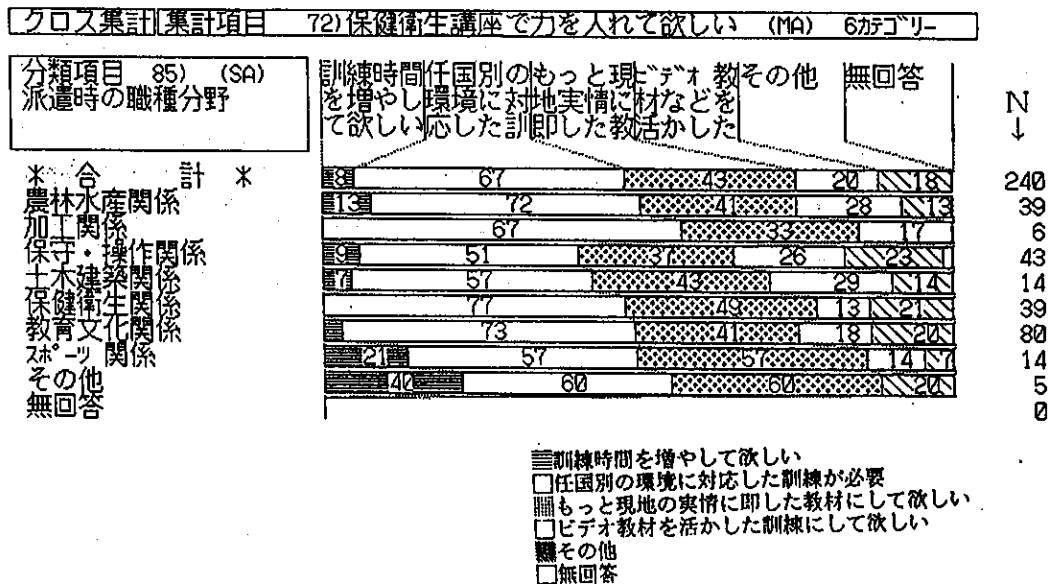 クロス集計 集計項目 72)保健衛生講座で力を入れて欲しい (MA) 6カテゴリー
分類項目 85) (SA)
派遣時の職種分野
訓練時間を増やして欲しい
任国別の環境に対応した訓
もっと現地実情に即した教
ビデオ教材などを活かした
その他
無回答
N
↓
* 合 計 * 8 67 43 20 18 240
農林水産関係 13 72 41 28 13 39
加工関係 67 33 17 6
保守・操作関係 9 51 37 26 23 43
土木建築関係 7 57 43 29 14 14
保健衛生関係 77 49 13 21 39
教育文化関係 73 41 18 20 80
スポーツ関係 21 57 57 14 7 14
その他 40 60 60 20 5
無回答 0
訓練時間を増やして欲しい
任国別の環境に対応した訓練が必要
もっと現地の実情に即した教材にして欲しい
ビデオ教材を活かした訓練にして欲しい
その他
無回答